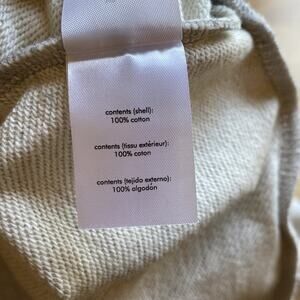 contents (shell):
100% cotton
contents (tissu extérieur):
100% coton
contents (tejido externo):
100% algodón